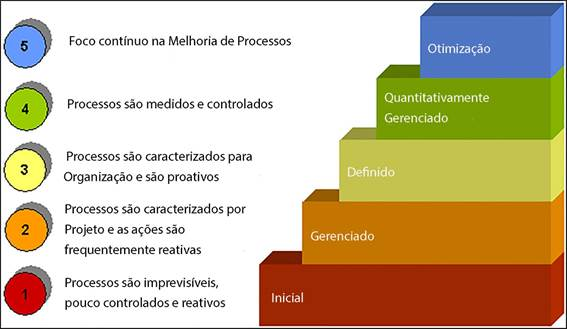 5
Foco contínuo na Melhoria de Processos
Otimização
4
Processos são medidos e controlados
Quantitativamente
Gerenciado
3
Processos são caracterizados para
Organização e são proativos
Definido
2
Processos são caracterizados por
Projeto e as ações são
frequentemente reativas
Gerenciado
1
Processos são imprevisíveis,
pouco controlados e reativos
Inicial